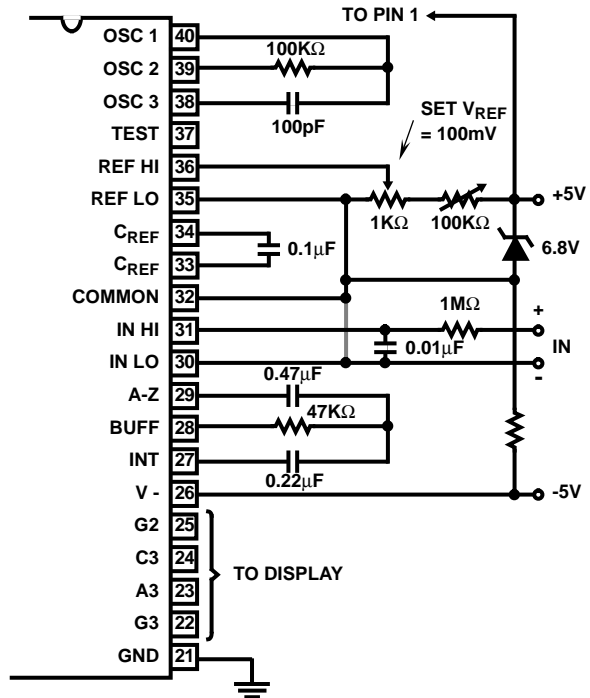 TO PIN 1
OSC 1 40
100KΩ
OSC 2 39
OSC 3 38
100pF
SET VREF
= 100mV
TEST 37
REF HI 36
REF LO 35
1KΩ
100KΩ
+5V
CREF 34
0.1μF
6.8V
CREF 33
COMMON 32
1MΩ
+
IN HI 31
0.01μF
IN
IN LO 30
-
0.47μF
A-Z 29
47KΩ
BUFF 28
INT 27
0.22μF
V - 26
-5V
G2 25
C3 24
TO DISPLAY
A3 23
G3 22
GND 21